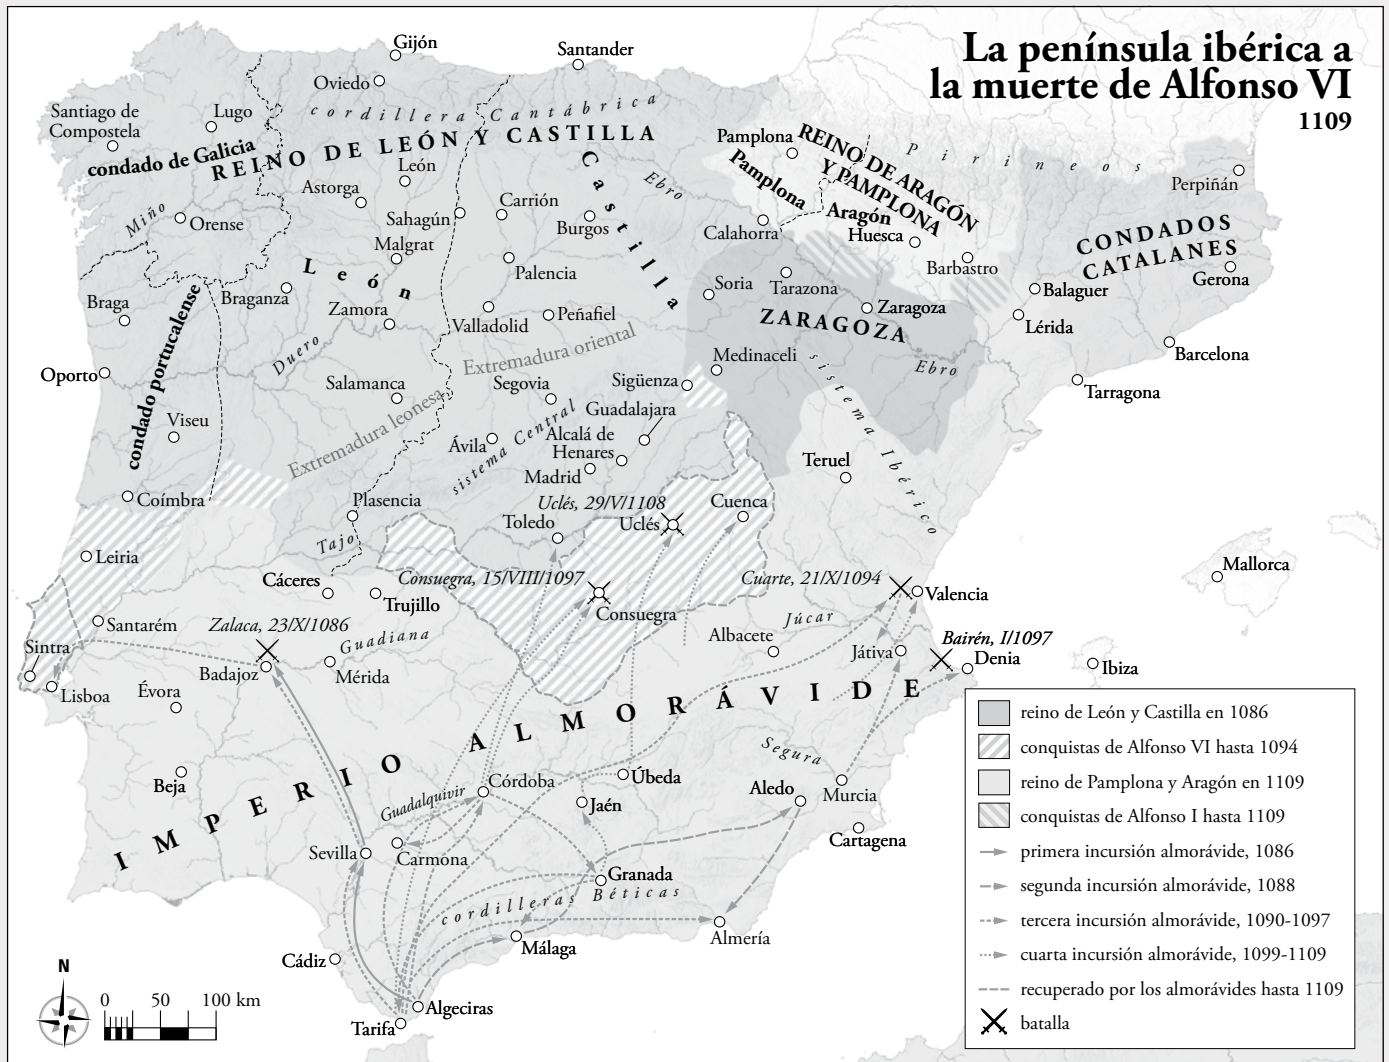 La península ibérica a
la muerte de Alfonso VI
1109
Gijón
Santander
Oviedo
cordillera Cantábrica
Santiago de
Compostela
Lugo
condado de Galicia
REINO DE LEÓN Y CASTILLA
León
Astorga
Sahagún
Carrión
Burgos
Castilla
Ebro
Pamplona
Pamplona
REINO DE ARAGÓN
Y PAMPLONA
Aragón
Huesca
Barbastro
Calahorra
Pirineos
Perpiñán
CONDADOS
CATALANES
Gerona
Balaguer
Lérida
Barcelona
Tarragona
Miño
Orense
Malgrat
Palencia
León
Braganza
Zamora
Valladolid
Peñafiel
Soria
Tarazona
Zaragoza
ZARAGOZA
Ebro
Braga
condado portucalense
Oporto
Duero
Extremadura oriental
Medinaceli
sistema Ibérico
Salamanca
Segovia
Sigüenza
Guadalajara
Extremadura leonesa
Viseu
Ávila
sistema Central
Alcalá de
Henares
Madrid
Teruel
Coímbra
Plasencia
Uclés, 29/V/1108
Uclés
Cuenca
Toledo
Tajo
Leiria
Cáceres
Trujillo
Consuegra, 15/VIII/1097
Consuegra
Cuarte, 21/X/1094
Valencia
Mallorca
Santarém
Zalaca, 23/X/1086
Guadiana
Albacete
Júcar
Játiva
Bairén, I/1097
Denia
Ibiza
Sintra
Lisboa
Badajoz
Mérida
Évora
IMPERIO ALMORÁVIDE
Beja
Segura
Úbeda
Córdoba
Guadalquivir
Jaén
Aledo
Murcia
Cartagena
Sevilla
Carmona
Granada
cordilleras Béticas
Almería
Málaga
Cádiz
Algeciras
Tarifa
N
0 50 100 km
reino de León y Castilla en 1086
conquistas de Alfonso VI hasta 1094
reino de Pamplona y Aragón en 1109
conquistas de Alfonso I hasta 1109
primera incursión almorávide, 1086
segunda incursión almorávide, 1088
tercera incursión almorávide, 1090-1097
cuarta incursión almorávide, 1099-1109
recuperado por los almorávides hasta 1109
batalla